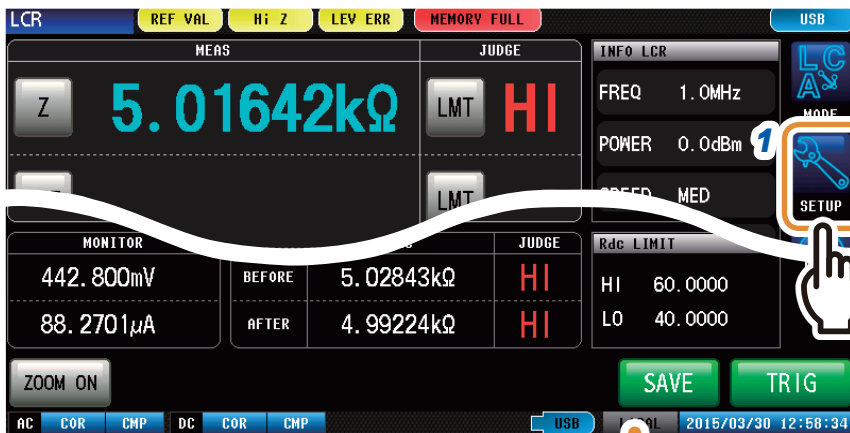 LCR REF VAL Hi Z LEV ERR MEMORY FULL USB
MEAS JUDGE INFO LCR
Z 5.01642kΩ LMT HI
FREQ 1.0MHz
MODE
POWER 0.0dBm 1
LMT
SPEED MED
SETUP
MONITOR JUDGE Rdc LIMIT
442.800mV BEFORE 5.02843kΩ HI HI 60.0000
88.2701μA AFTER 4.99224kΩ HI LO 40.0000
ZOOM ON SAVE TRIG
AC COR CMP DC COR CMP USB 2015/03/30 12:58:34